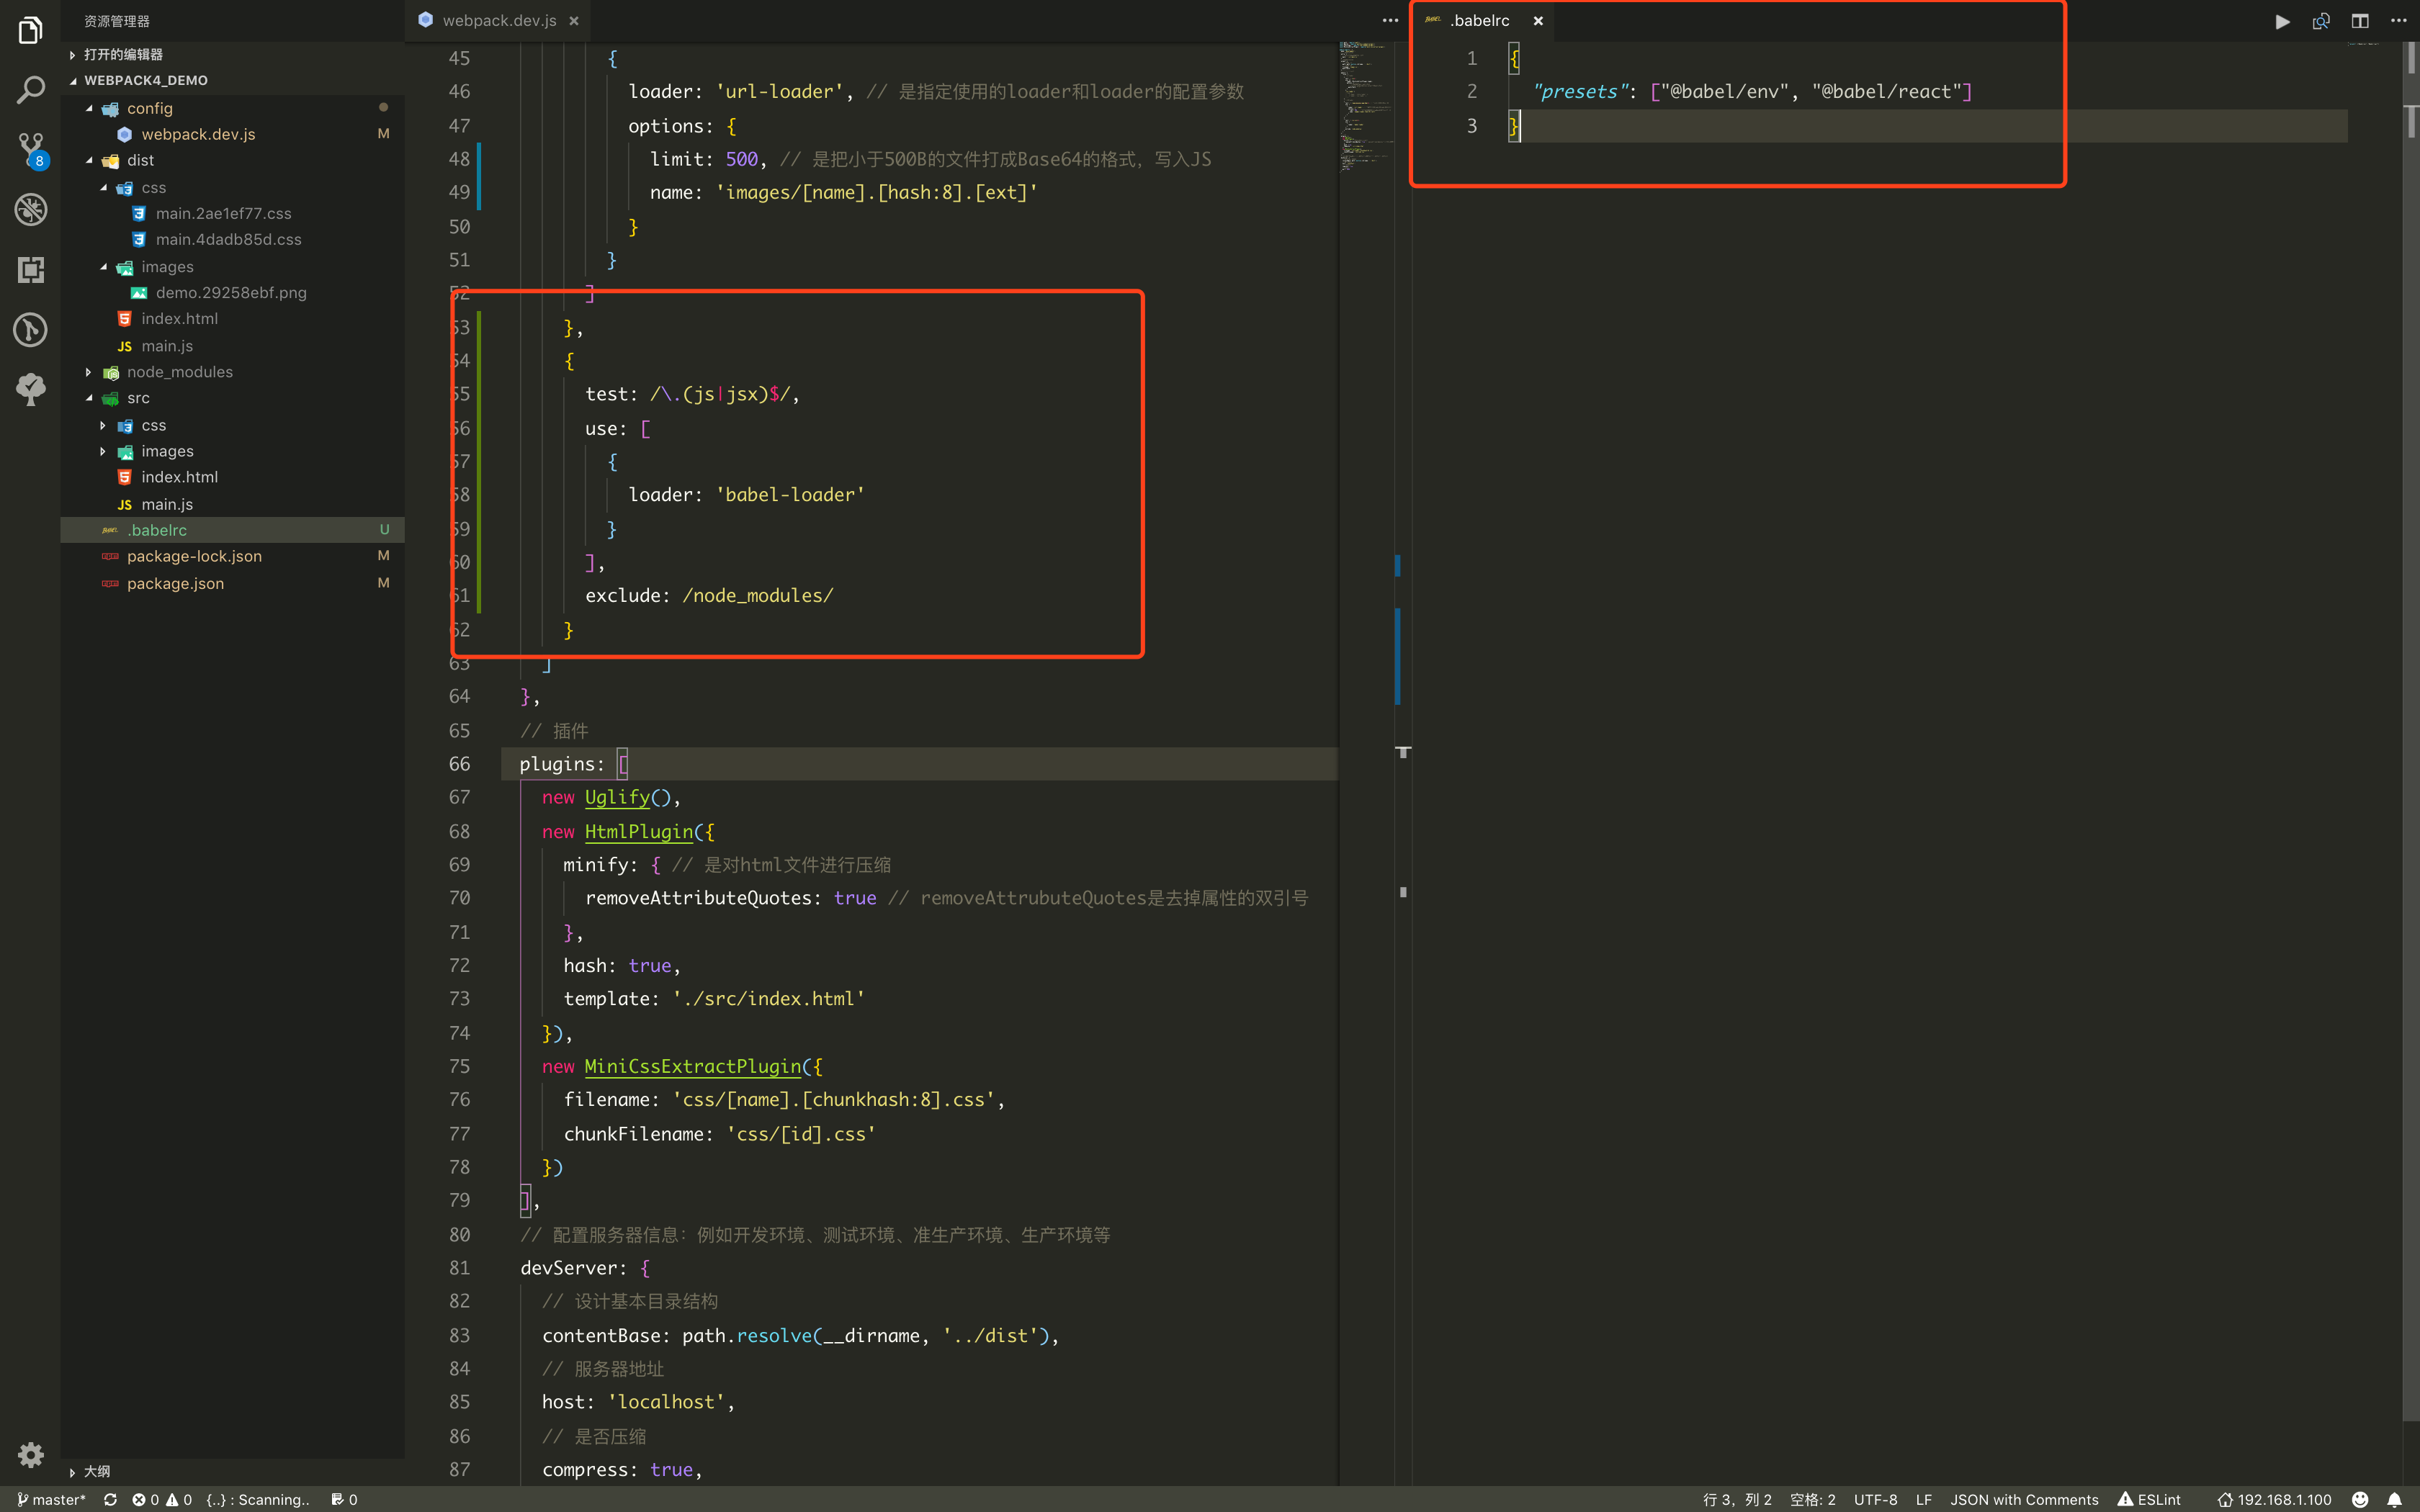 资源管理器
打开的编辑器
WEBPACK4_DEMO
config
webpack.dev.js M
dist
css
main.2ae1ef77.css
main.4dadb85d.css
images
demo.29258ebf.png
index.html
JS main.js
node_modules
src
css
images
index.html
JS main.js
.babelrc U
package-lock.json M
package.json M
大纲
8
webpack.dev.js
45 {
46 loader: 'url-loader', // 是指定使用的loader和loader的配置参数
47 options: {
48 limit: 500, // 是把小于500B的文件打成Base64的格式，写入JS
49 name: 'images/[name].[hash:8].[ext]'
50 }
51 }
52 ]
53 },
54 {
55 test: /\.(js|jsx)$/,
56 use: [
57 {
58 loader: 'babel-loader'
59 }
60 ],
61 exclude: /node_modules/
62 }
63 ]
64 },
65 // 插件
66 plugins: [
67 new Uglify(),
68 new HtmlPlugin({
69 minify: { // 是对html文件进行压缩
70 removeAttributeQuotes: true // removeAttrubuteQuotes是去掉属性的双引号
71 },
72 hash: true,
73 template: './src/index.html'
74 }),
75 new MiniCssExtractPlugin({
76 filename: 'css/[name].[chunkhash:8].css',
77 chunkFilename: 'css/[id].css'
78 })
79 ],
80 // 配置服务器信息：例如开发环境、测试环境、准生产环境、生产环境等
81 devServer: {
82 // 设计基本目录结构
83 contentBase: path.resolve(__dirname, '../dist'),
84 // 服务器地址
85 host: 'localhost',
86 // 是否压缩
87 compress: true,
.babelrc
1 {
2 "presets": ["@babel/env", "@babel/react"]
3 }
master* 0 0 {..} : Scanning.. 0
行 3，列 2 空格: 2 UTF-8 LF JSON with Comments ESLint 192.168.1.100